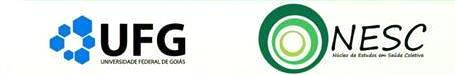 UFG
UNIVERSIDADE FEDERAL DE GOIÁS
NESC
Núcleo de Estudos em Saúde Coletiva